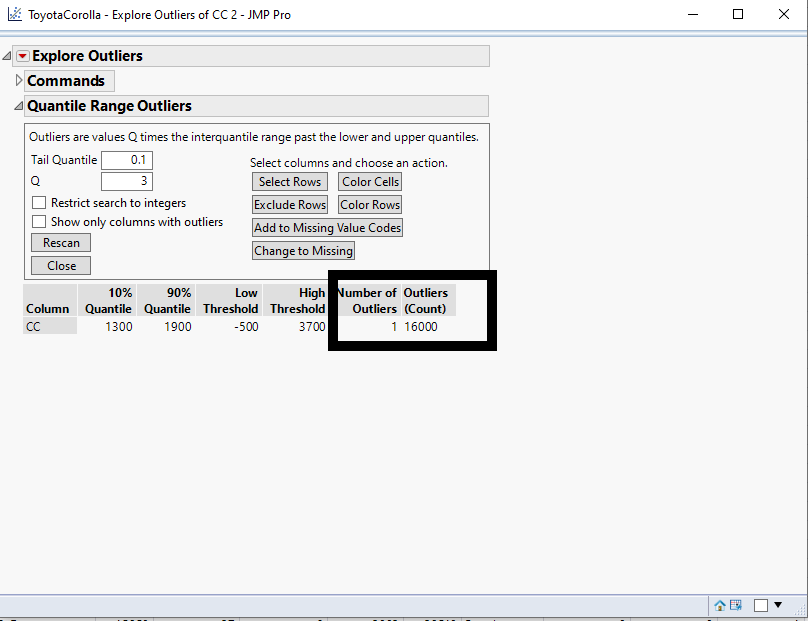 ToyotaCorolla - Explore Outliers of CC 2 - JMP Pro
Explore Outliers
Commands
Quantile Range Outliers
Outliers are values Q times the interquantile range past the lower and upper quantiles.
Tail Quantile 0.1
Q 3
Restrict search to integers
Show only columns with outliers
Rescan
Close
Select columns and choose an action.
Select Rows Color Cells
Exclude Rows Color Rows
Add to Missing Value Codes
Change to Missing
10% 90% Low High Number of Outliers
Column Quantile Quantile Threshold Threshold Outliers (Count)
CC 1300 1900 -500 3700 1 16000